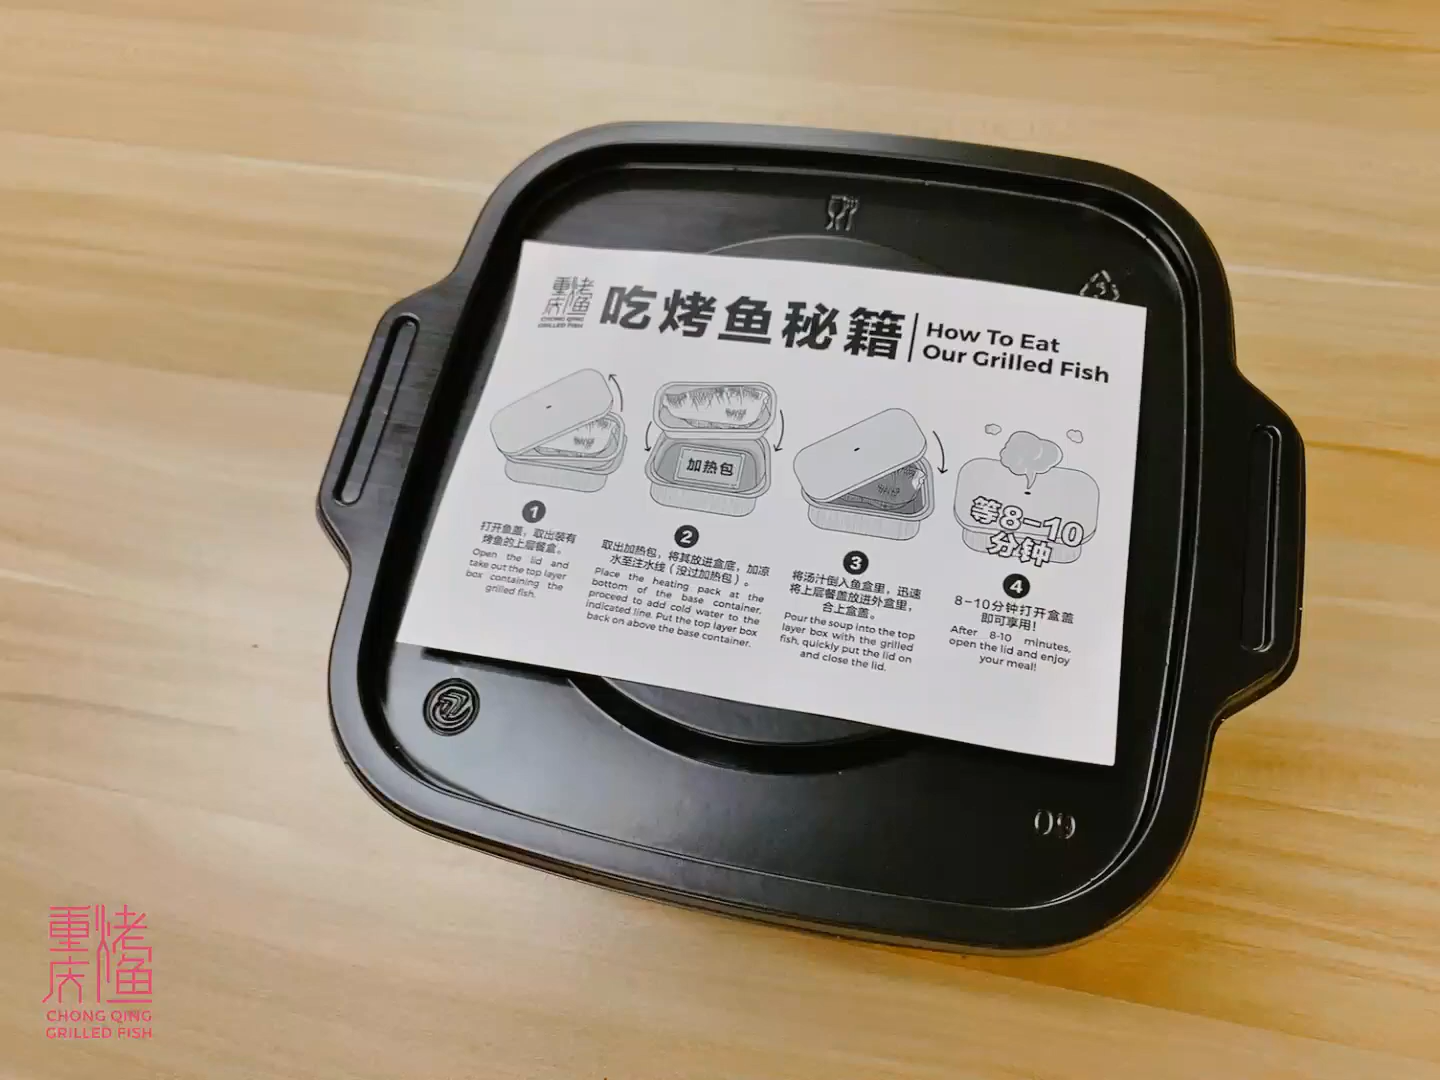 重烤
庆鱼
CHONG QING
GRILLED FISH
吃烤鱼秘籍
How To Eat
Our Grilled Fish
加热包
等8-10
分钟
1
打开鱼盖，取出装有
烤鱼的上层餐盒。
Open the lid and
take out the top layer
box containing the
grilled fish.
2
取出加热包，将其放进盒底，加凉
水至注水线（没过加热包）。
Place the heating pack at the
bottom of the base container,
proceed to add cold water to the
indicated line. Put the top layer box
back on above the base container.
3
将汤汁倒入鱼盒里，迅速
将上层餐盖放进外盒里，
合上盒盖。
Pour the soup into the top
layer box with the grilled
fish, quickly put the lid on
and close the lid.
4
8-10分钟打开盒盖
即可享用！
After 8-10 minutes,
open the lid and enjoy
your meal!
5
09
重烤
庆鱼
CHONG QING
GRILLED FISH